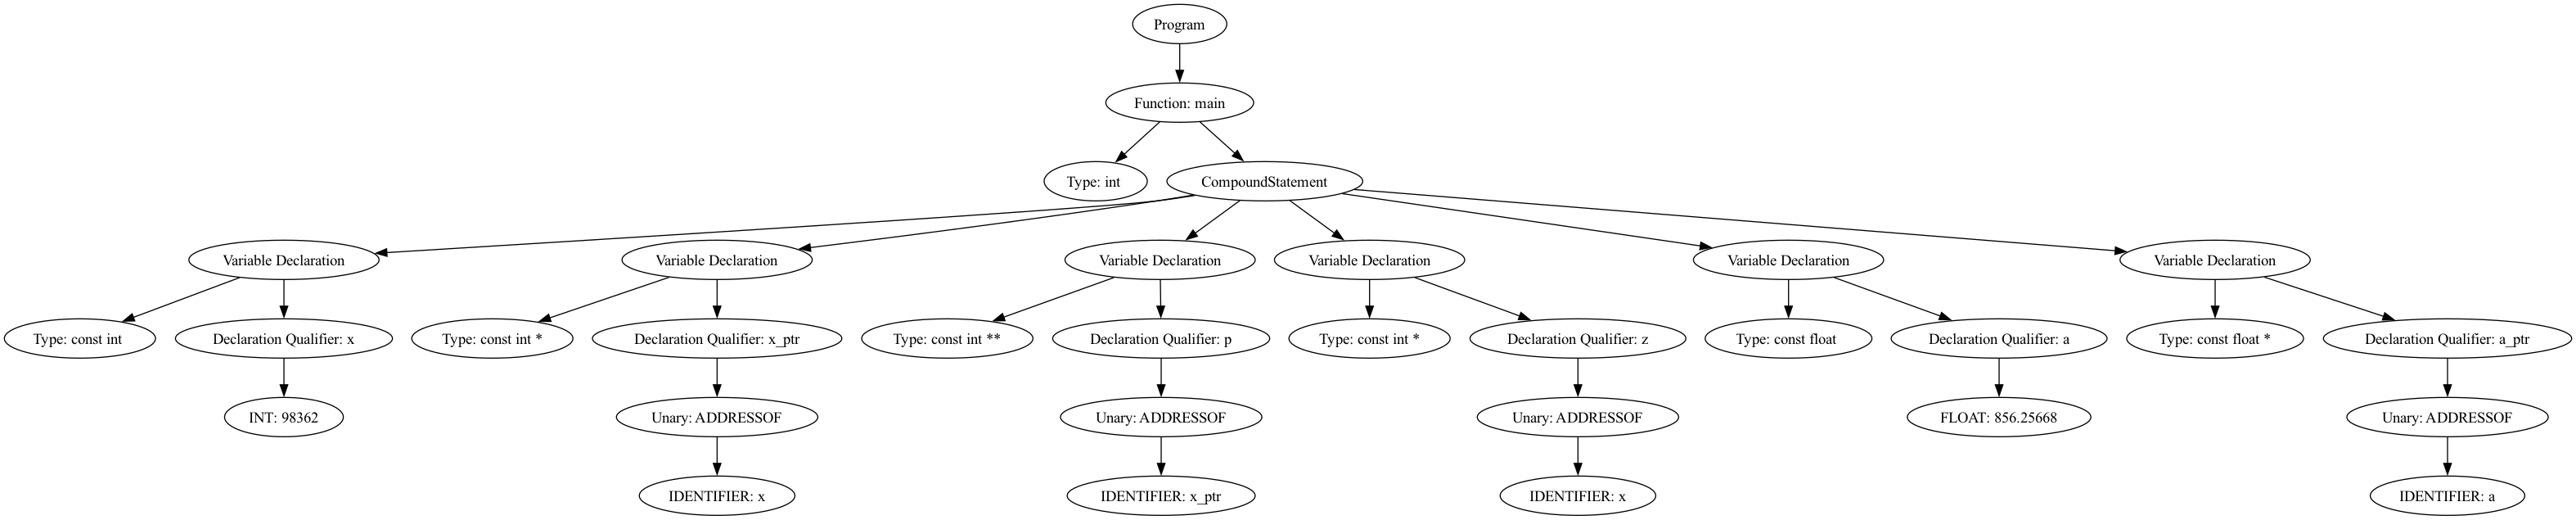 Program
Function: main
Type: int
CompoundStatement
Variable Declaration
Variable Declaration
Variable Declaration
Variable Declaration
Variable Declaration
Variable Declaration
Type: const int
Declaration Qualifier: x
Type: const int *
Declaration Qualifier: x_ptr
Type: const int **
Declaration Qualifier: p
Type: const int *
Declaration Qualifier: z
Type: const float
Declaration Qualifier: a
Type: const float *
Declaration Qualifier: a_ptr
INT: 98362
Unary: ADDRESSOF
Unary: ADDRESSOF
Unary: ADDRESSOF
FLOAT: 856.25668
Unary: ADDRESSOF
IDENTIFIER: x
IDENTIFIER: x_ptr
IDENTIFIER: x
IDENTIFIER: a